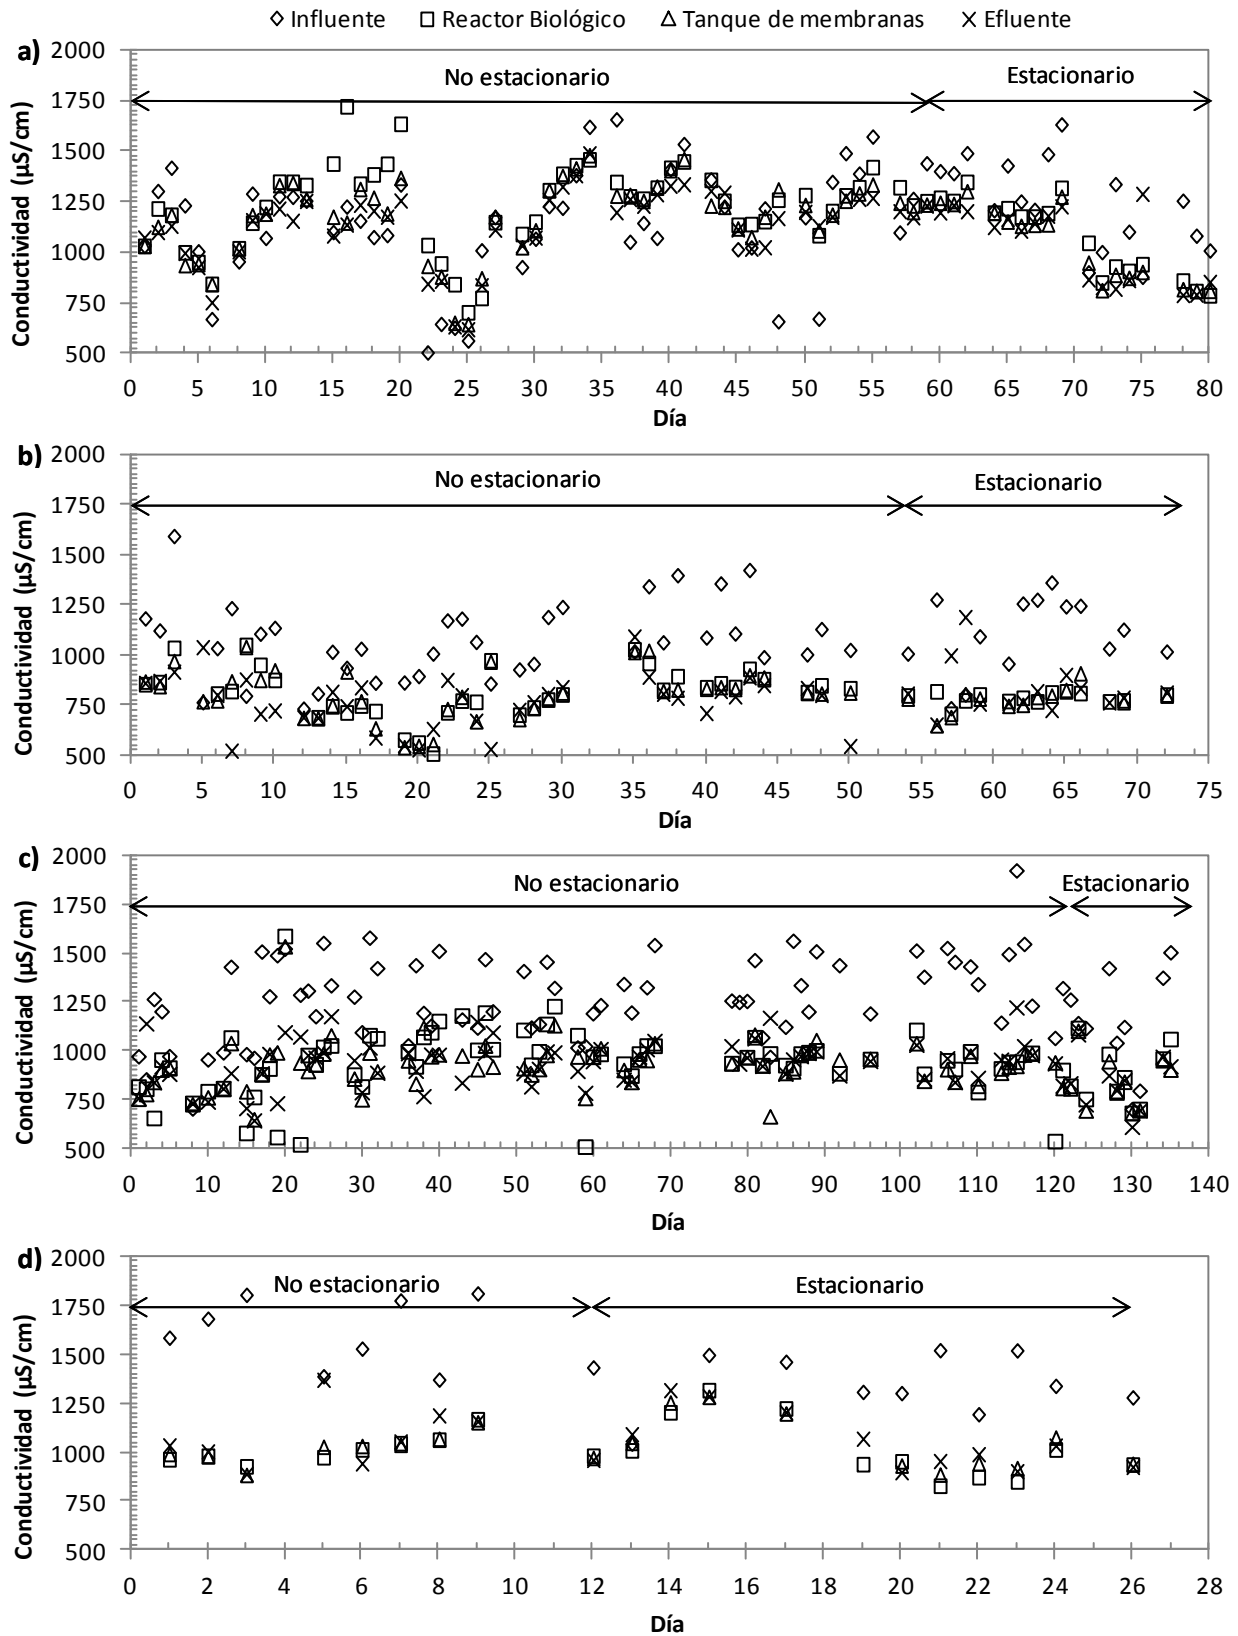 Influente Reactor Biológico Tanque de membranas Efluente
a) 2000
No estacionario Estacionario
1750
1500
1250
1000
750
500
Conductividad (µS/cm)
0 5 10 15 20 25 30 35 40 45 50 55 60 65 70 75 80
Día
b) 2000
No estacionario Estacionario
1750
1500
1250
1000
750
500
Conductividad (µS/cm)
0 5 10 15 20 25 30 35 40 45 50 55 60 65 70 75
Día
c) 2000
No estacionario Estacionario
1750
1500
1250
1000
750
500
Conductividad (µS/cm)
0 10 20 30 40 50 60 70 80 90 100 110 120 130 140
Día
d) 2000
No estacionario Estacionario
1750
1500
1250
1000
750
500
Conductividad (µS/cm)
0 2 4 6 8 10 12 14 16 18 20 22 24 26 28
Día